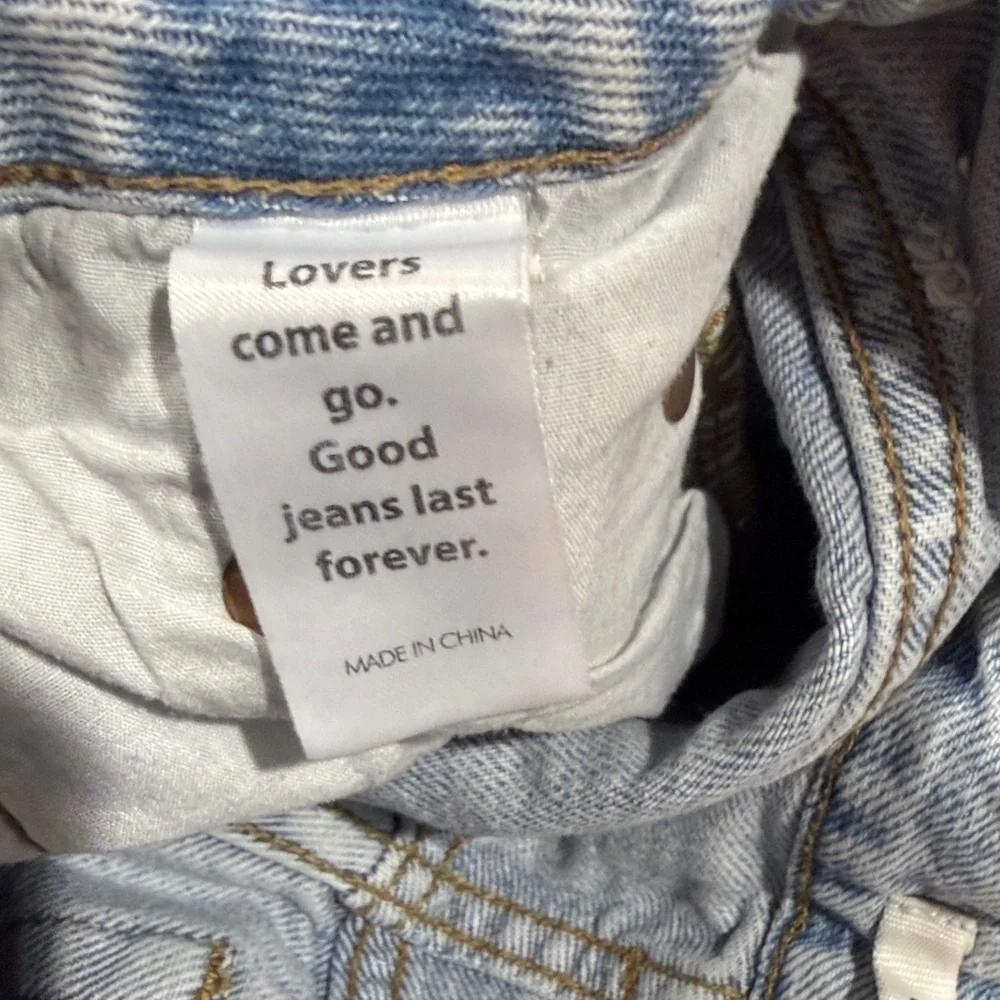 Lovers
come and
go.
Good
jeans last
forever.
MADE IN CHINA